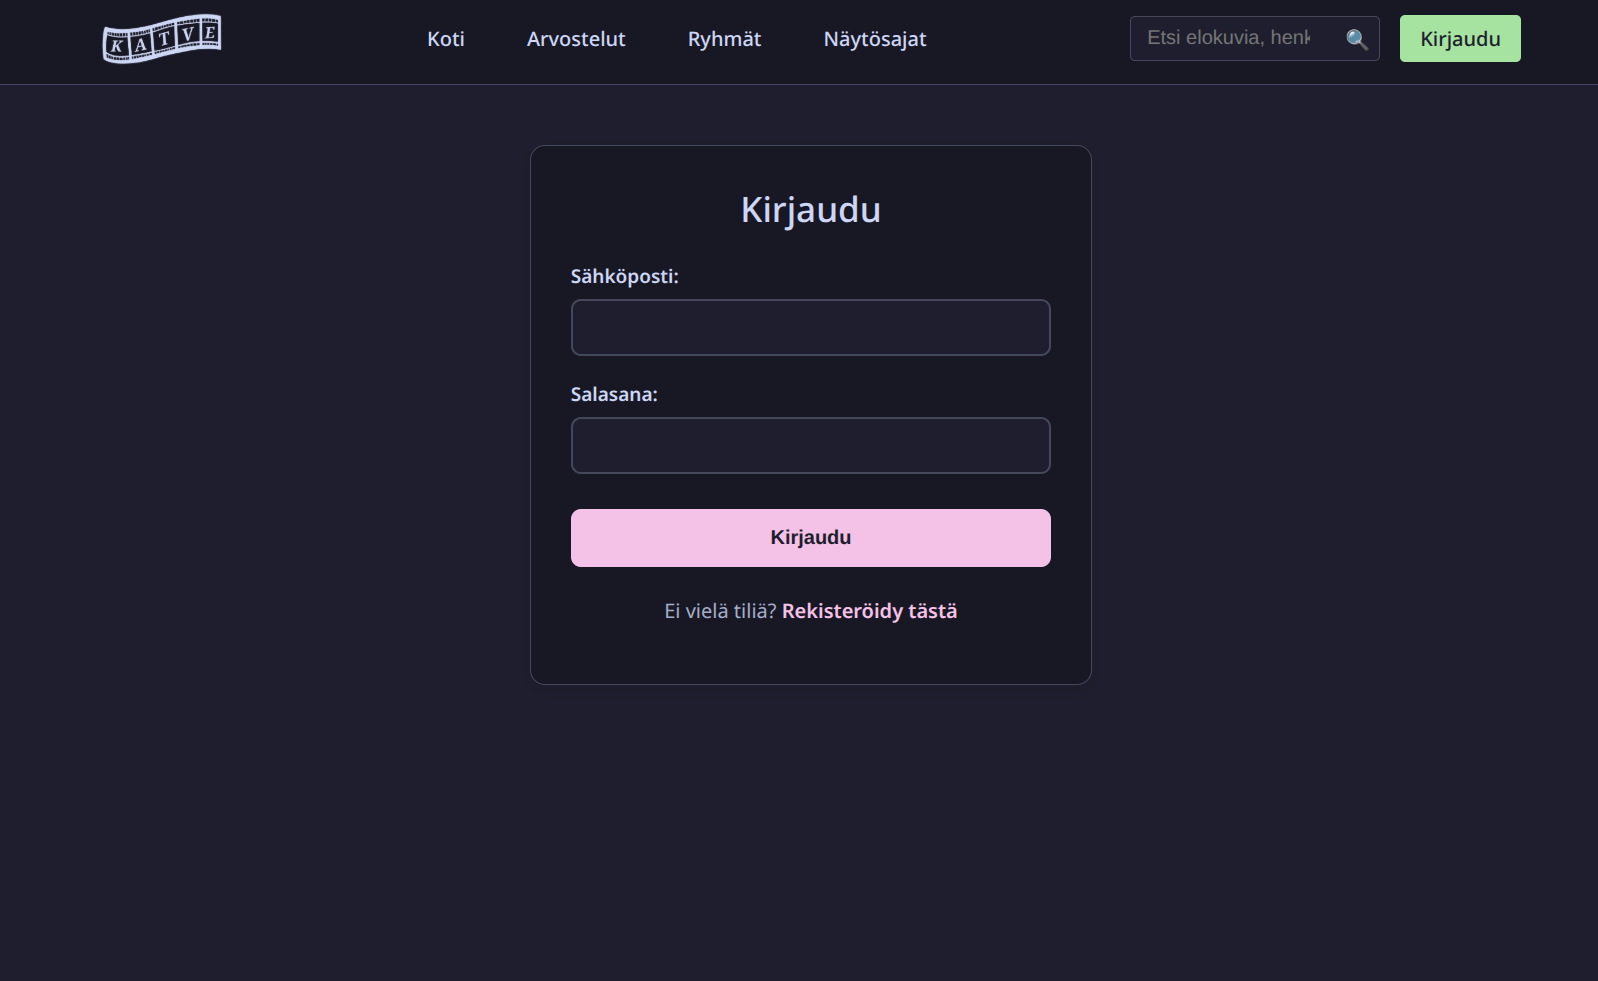 KATVE
Koti
Arvostelut
Ryhmät
Näytösajat
Etsi elokuvia, henk
Kirjaudu
Kirjaudu
Sähköposti:
Salasana:
Kirjaudu
Ei vielä tiliä? Rekisteröidy tästä